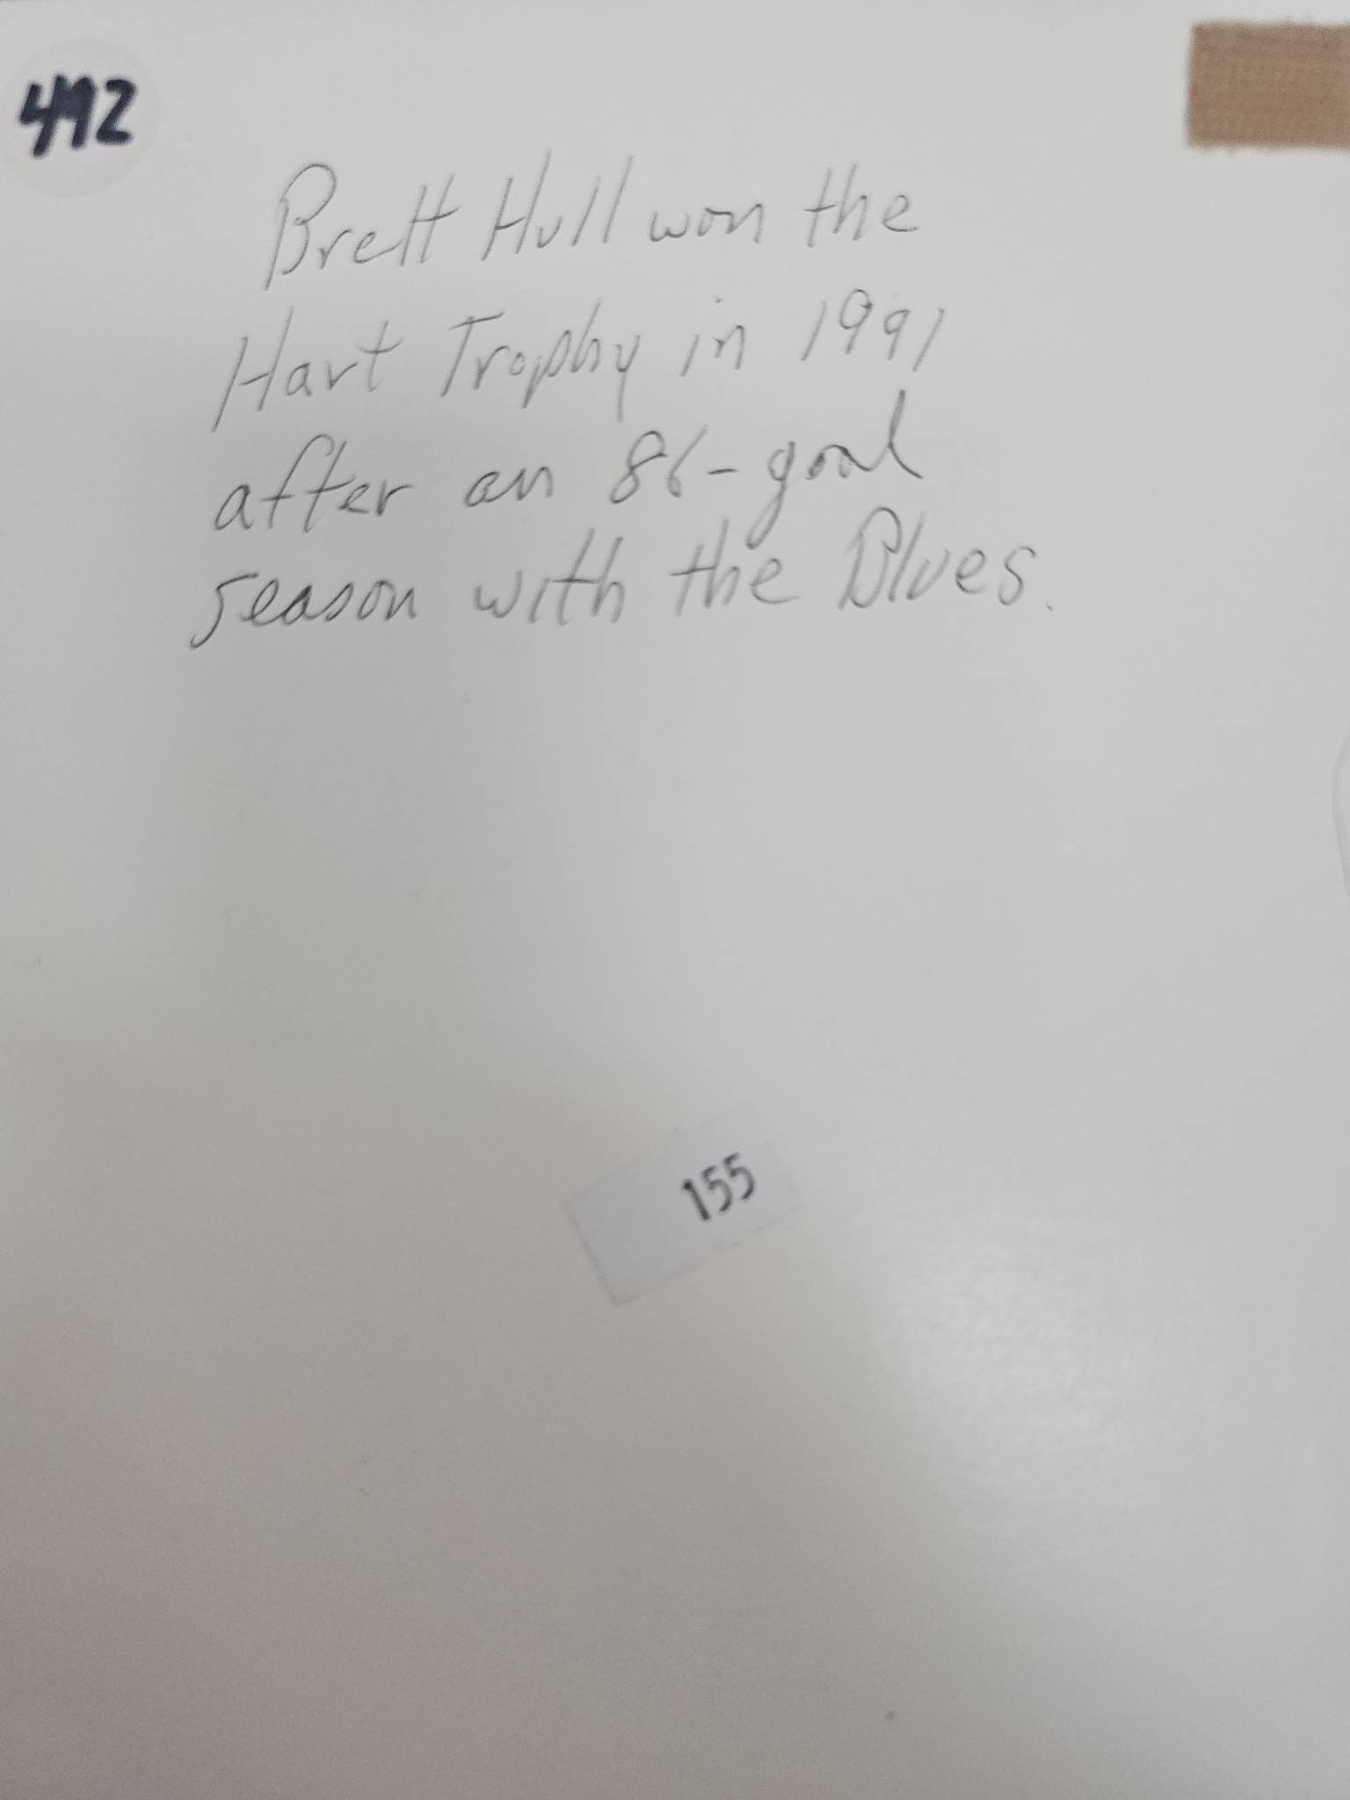 492
Brett Hull won the
Hart Trophy in 1991
after an 86-goal
season with the Blues.
155